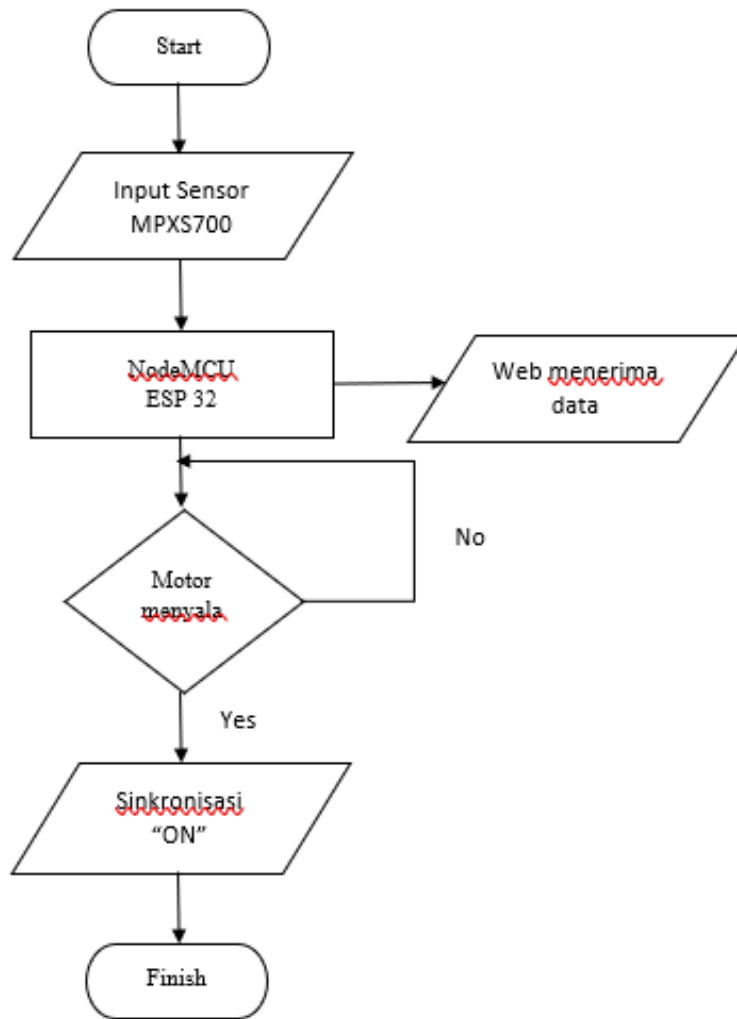 Start
Input Sensor
MPXS700
NodeMCU
ESP 32
Web menerima
data
No
Motor
menyala
Yes
Sinkronisasi
“ON”
Finish